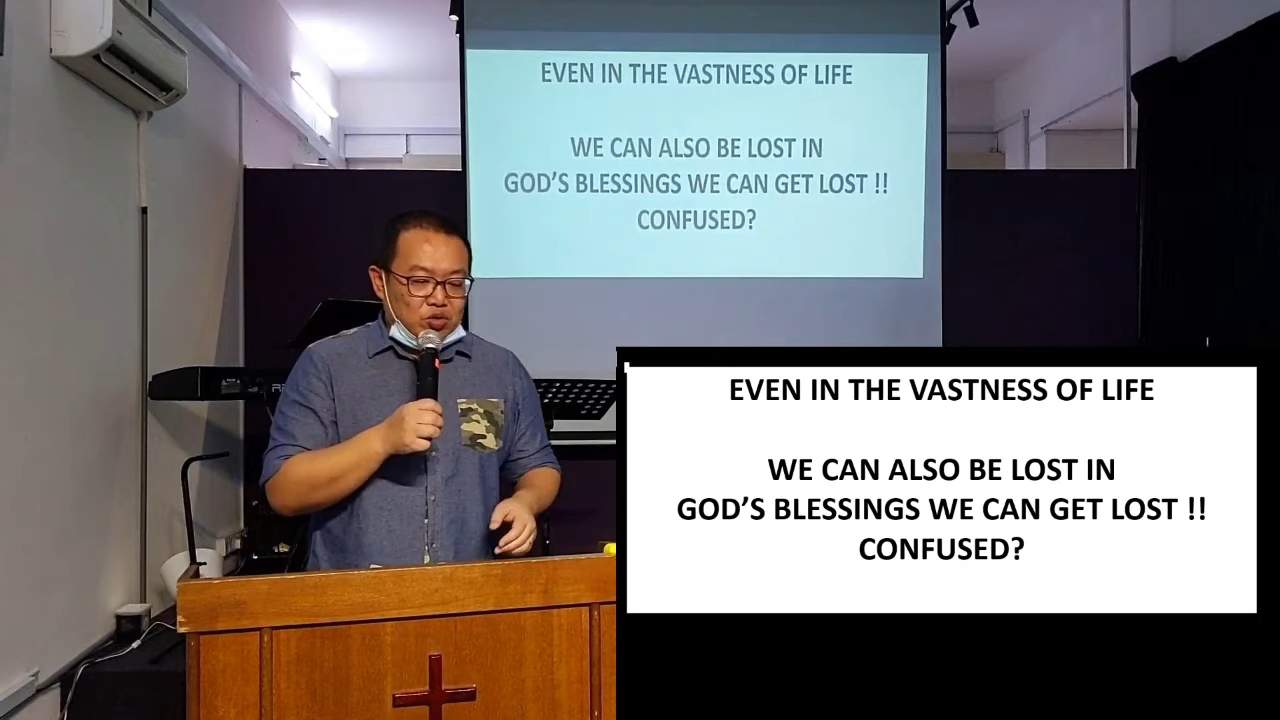 EVEN IN THE VASTNESS OF LIFE
WE CAN ALSO BE LOST IN
GOD'S BLESSINGS WE CAN GET LOST !!
CONFUSED?
EVEN IN THE VASTNESS OF LIFE
WE CAN ALSO BE LOST IN
GOD'S BLESSINGS WE CAN GET LOST !!
CONFUSED?